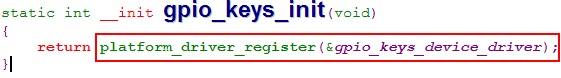 static int __init gpio_keys_init(void)
{
return platform_driver_register(&gpio_keys_device_driver);
}